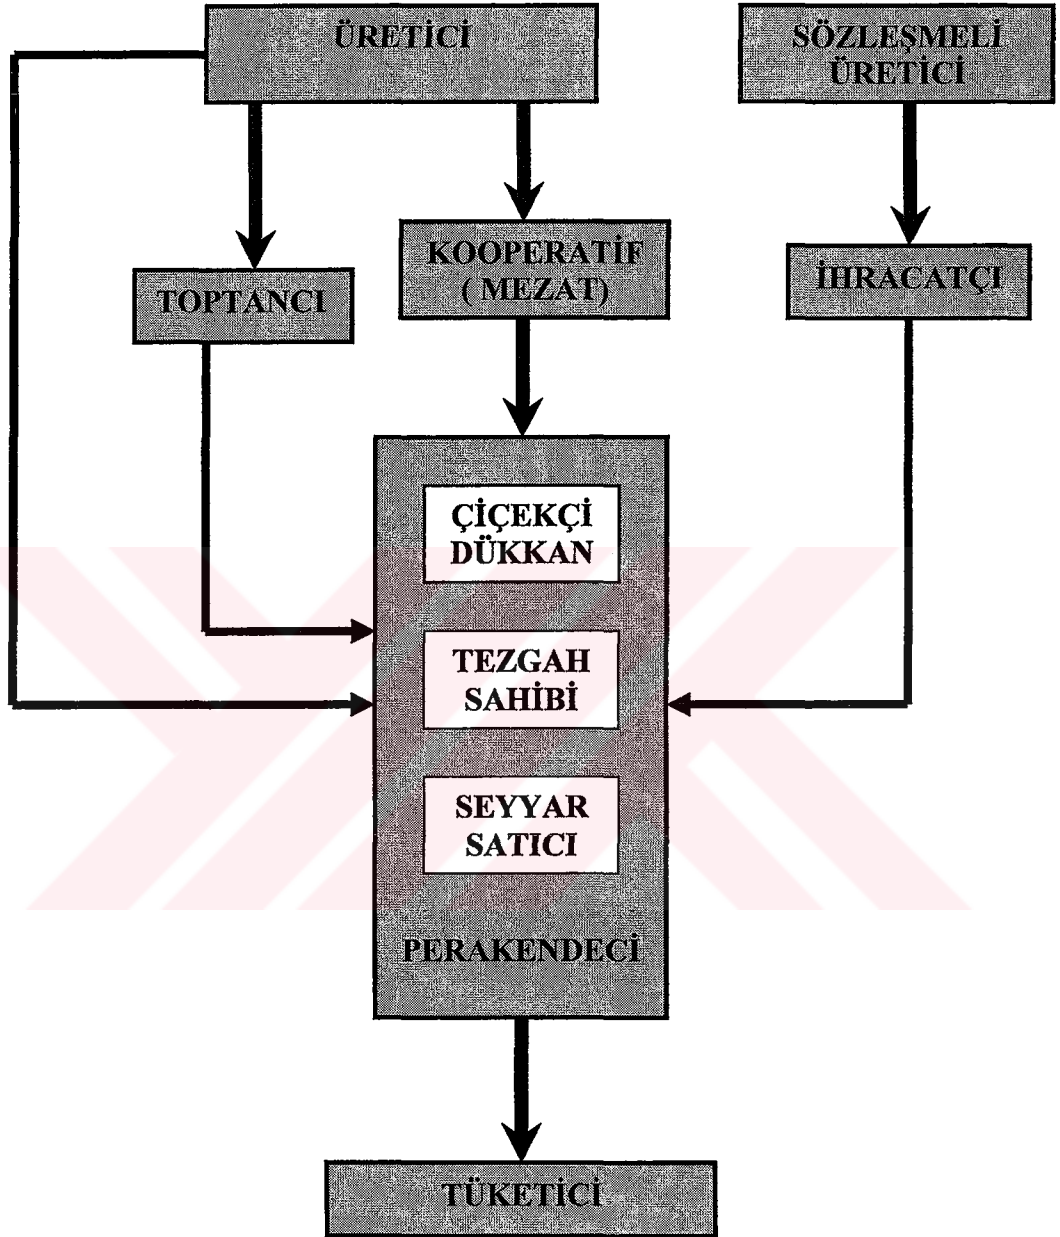 ÜRETİCİ
SÖZLEŞMELİ
ÜRETİCİ
KOOPERATİF
( MEZAT)
TOPTANCI
İHRACATÇI
ÇİÇEKÇİ
DÜKKAN
TEZGAH
SAHİBİ
SEYYAR
SATICI
PERAKENDECİ
TÜKETİCİ